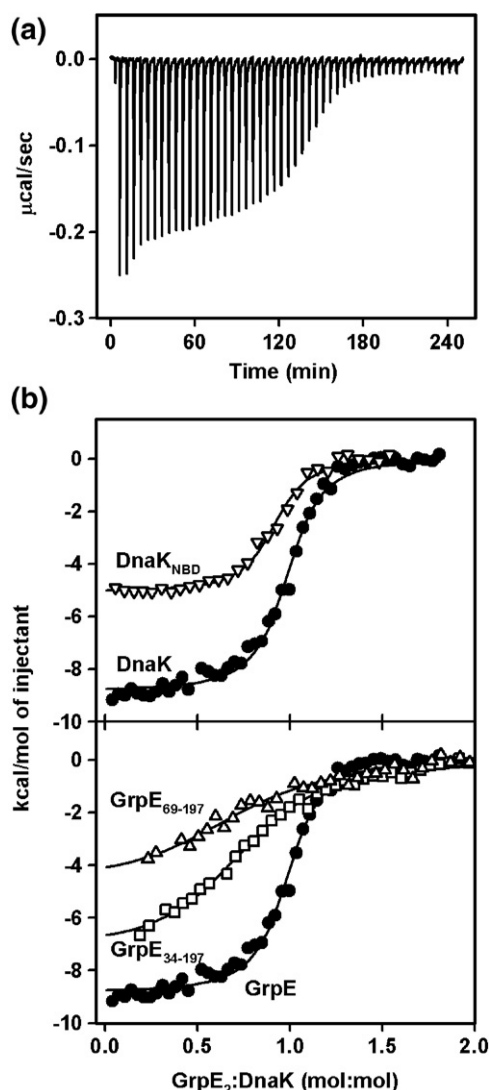 (a)
0.0
-0.1
-0.2
-0.3
µcal/sec
0 60 120 180 240
Time (min)
(b)
0
-2
-4
-6
-8
-10
DnaK_NBD
DnaK
kcal/mol of injectant
0
-2
-4
-6
-8
-10
GrpE_69-197
GrpE_34-197
GrpE
0.0 0.5 1.0 1.5 2.0
GrpE₂:DnaK (mol:mol)